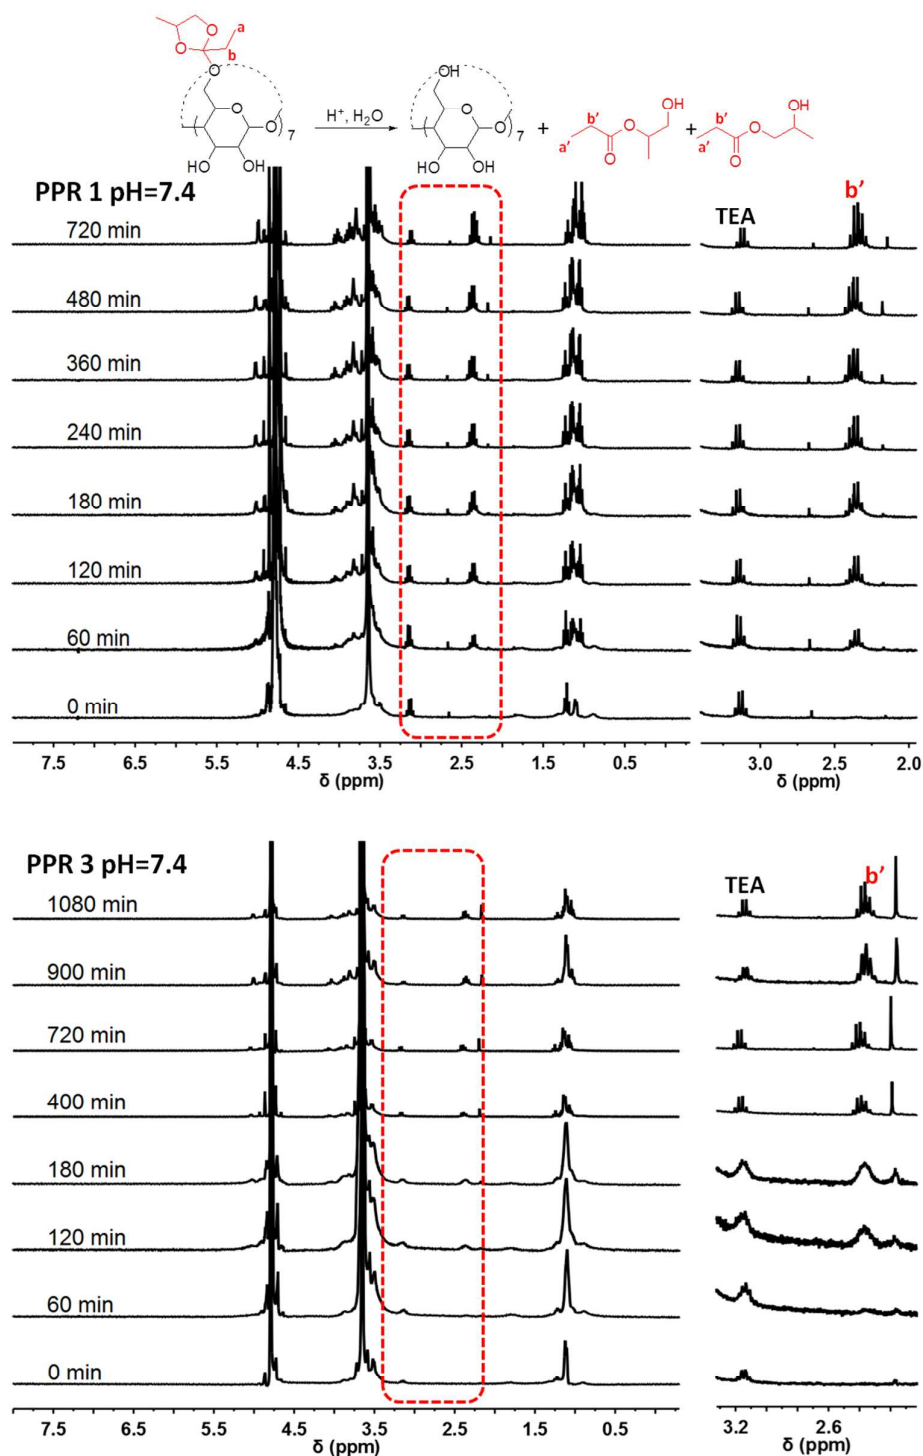 a
b
O
O
O
OH
O
O
O
O
7
7
HO
OH
HO
OH
H⁺, H₂O
+
b'
a'
O
O
OH
+
b'
a'
O
O
OH
PPR 1 pH=7.4
TEA
b'
720 min
480 min
360 min
240 min
180 min
120 min
60 min
0 min
7.5 6.5 5.5 4.5 3.5 2.5 1.5 0.5 3.0 2.5 2.0
δ (ppm) δ (ppm)
PPR 3 pH=7.4
TEA
b'
1080 min
900 min
720 min
400 min
180 min
120 min
60 min
0 min
7.5 6.5 5.5 4.5 3.5 2.5 1.5 0.5 3.2 2.6
δ (ppm) δ (ppm)